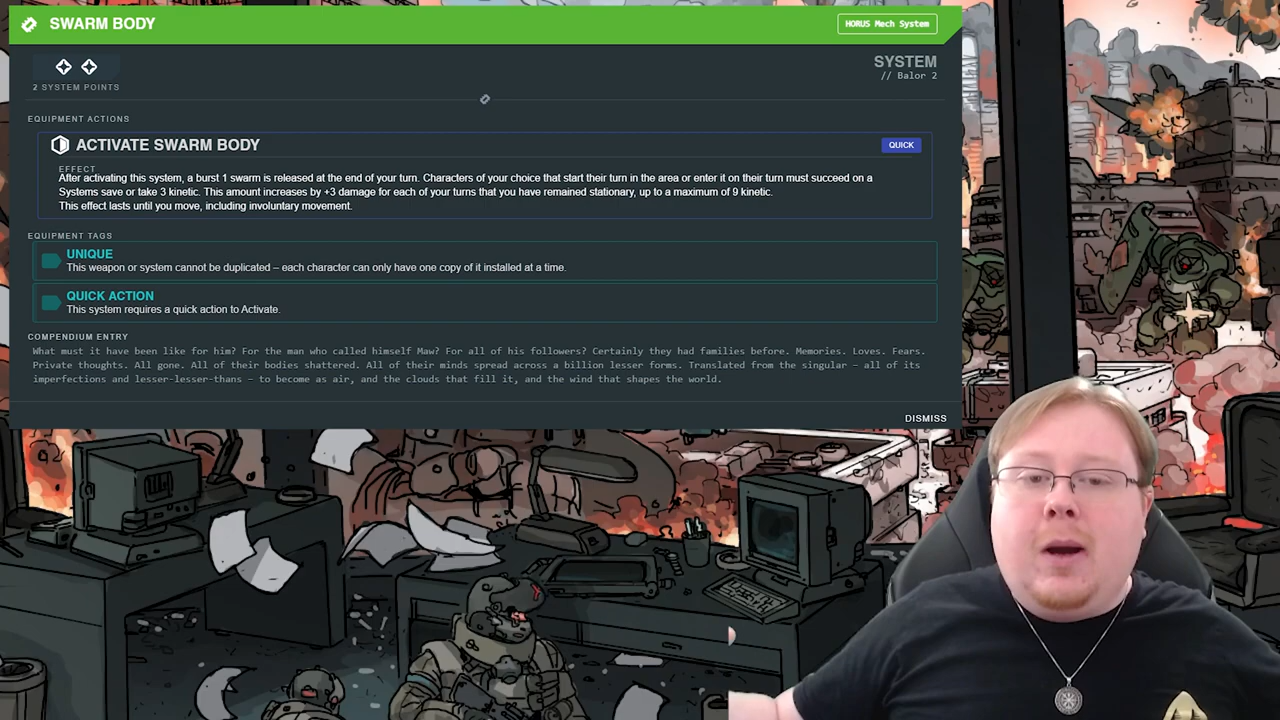 SWARM BODY
HORUS Mech System
2 SYSTEM POINTS
SYSTEM
// Balor 2
EQUIPMENT ACTIONS
ACTIVATE SWARM BODY
QUICK
EFFECT
After activating this system, a burst 1 swarm is released at the end of your turn. Characters of your choice that start their turn in the area or enter it on their turn must succeed on a
Systems save or take 3 kinetic. This amount increases by +3 damage for each of your turns that you have remained stationary, up to a maximum of 9 kinetic.
This effect lasts until you move, including involuntary movement.
EQUIPMENT TAGS
UNIQUE
This weapon or system cannot be duplicated – each character can only have one copy of it installed at a time.
QUICK ACTION
This system requires a quick action to Activate.
COMPENDIUM ENTRY
What must it have been like for him? For the man who called himself Maw? For all of his followers? Certainly they had families before. Memories. Loves. Fears.
Private thoughts. All gone. All of their bodies shattered. All of their minds spread across a billion lesser forms. Translated from the singular – all of its
imperfections and lesser-lesser-thans – to become as air, and the clouds that fill it, and the wind that shapes the world.
DISMISS